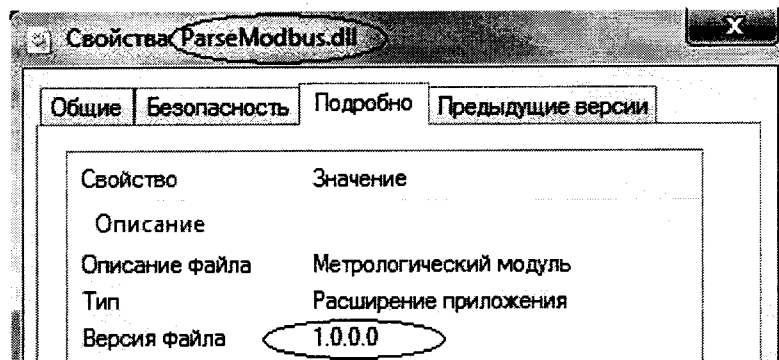 Свойства: ParseModbus.dll
Общие Безопасность Подробно Предыдущие версии
Свойство Значение
Описание
Описание файла Метрологический модуль
Тип Расширение приложения
Версия файла 1.0.0.0